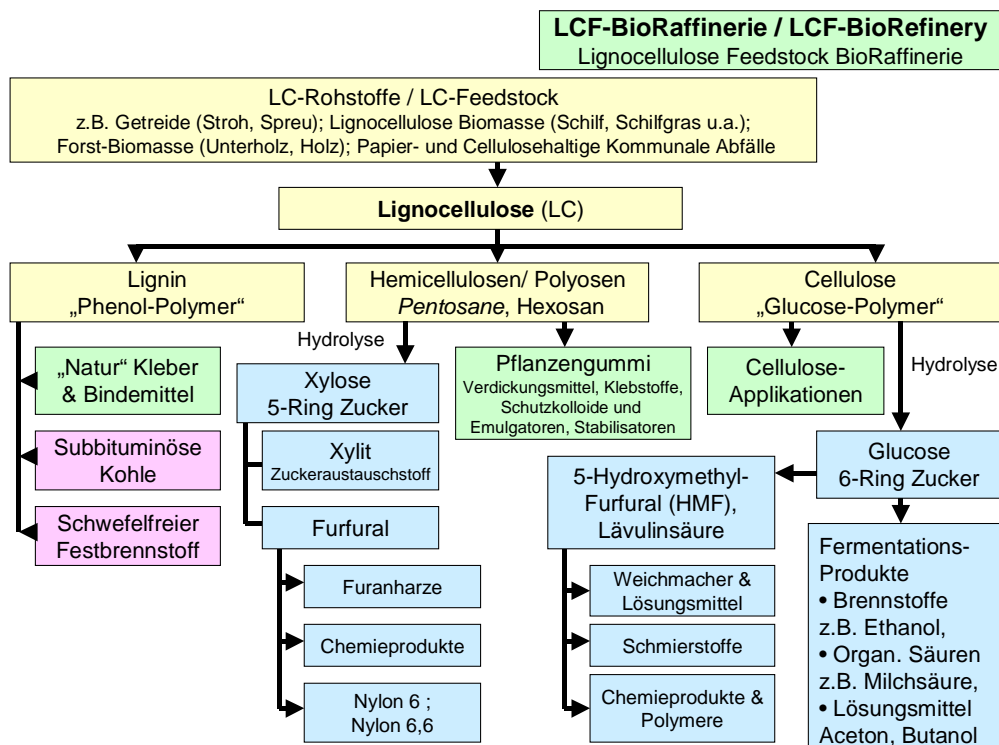 LCF-BioRaffinerie / LCF-BioRefinery
Lignocellulose Feedstock BioRaffinerie
LC-Rohstoffe / LC-Feedstock
z.B. Getreide (Stroh, Spreu); Lignocellulose Biomasse (Schilf, Schilfgras u.a.);
Forst-Biomasse (Unterholz, Holz); Papier- und Cellulosehaltige Kommunale Abfälle
Lignocellulose (LC)
Lignin
„Phenol-Polymer“
Hemicellulosen/ Polyosen
Pentosane, Hexosan
Cellulose
„Glucose-Polymer“
„Natur“ Kleber
& Bindemittel
Subbituminöse
Kohle
Schwefelfreier
Festbrennstoff
Hydrolyse
Xylose
5-Ring Zucker
Xylit
Zuckeraustauschstoff
Furfural
Furanharze
Chemieprodukte
Nylon 6 ;
Nylon 6,6
Pflanzengummi
Verdickungsmittel, Klebstoffe,
Schutzkolloide und
Emulgatoren, Stabilisatoren
Cellulose-
Applikationen
Hydrolyse
Glucose
6-Ring Zucker
5-Hydroxymethyl-
Furfural (HMF),
Lävulinsäure
Weichmacher &
Lösungsmittel
Schmierstoffe
Chemieprodukte &
Polymere
Fermentations-
Produkte
• Brennstoffe
z.B. Ethanol,
• Organ. Säuren
z.B. Milchsäure,
• Lösungsmittel
Aceton, Butanol